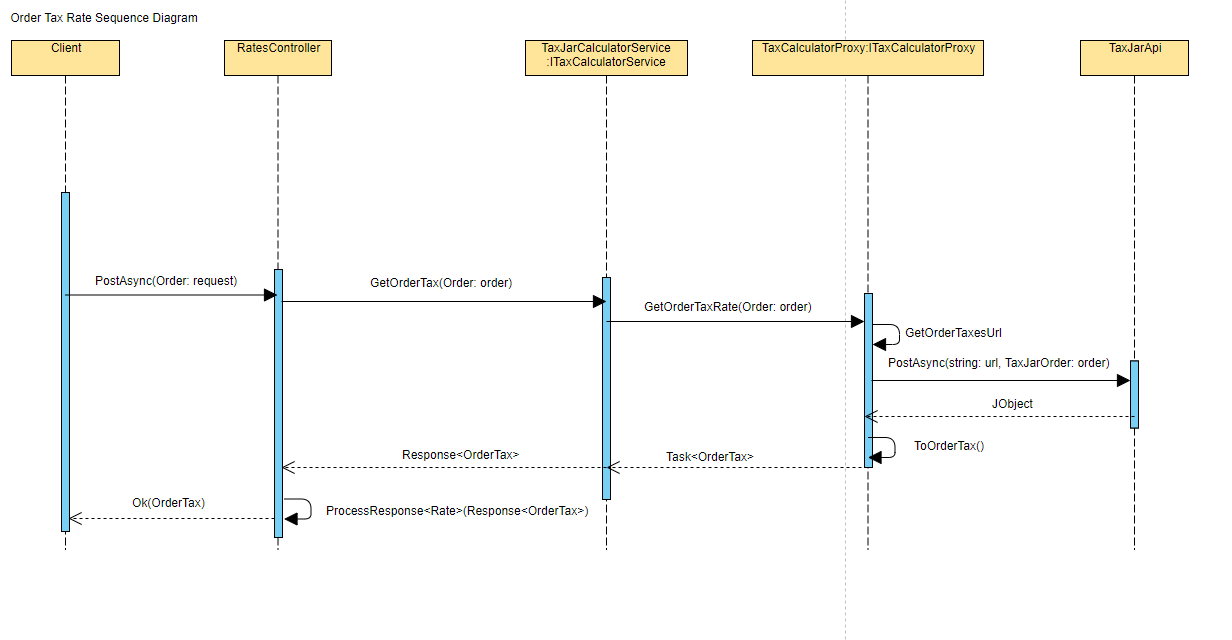 Order Tax Rate Sequence Diagram
Client
RatesController
TaxJarCalculatorService
:ITaxCalculatorService
TaxCalculatorProxy:ITaxCalculatorProxy
TaxJarApi
PostAsync(Order: request)
GetOrderTax(Order: order)
GetOrderTaxRate(Order: order)
GetOrderTaxesUrl
PostAsync(string: url, TaxJarOrder: order)
JObject
ToOrderTax()
Response<OrderTax>
Task<OrderTax>
Ok(OrderTax)
ProcessResponse<Rate>(Response<OrderTax>)